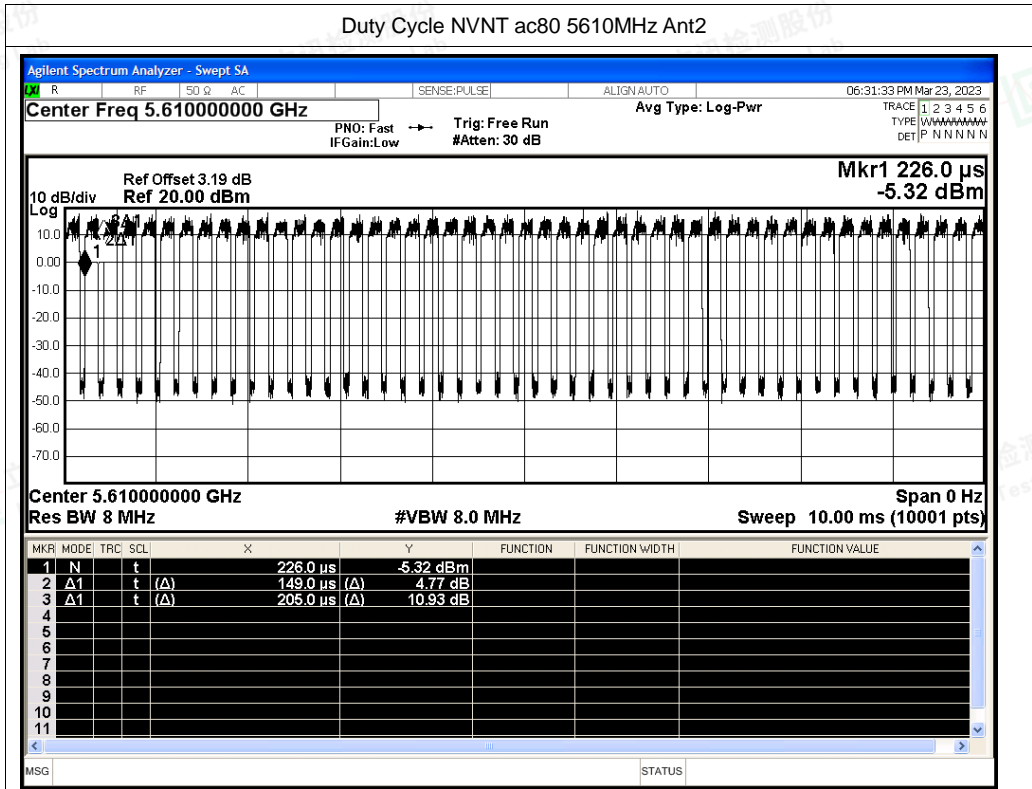 Duty Cycle NVNT ac80 5610MHz Ant2
Agilent Spectrum Analyzer - Swept SA
LXI R RF 50 Ω AC SENSE:PULSE ALIGN AUTO 06:31:33 PM Mar 23, 2023
Center Freq 5.610000000 GHz Avg Type: Log-Pwr TRACE 1 2 3 4 5 6
PNO: Fast Trig: Free Run TYPE WWWWWW
IFGain:Low #Atten: 30 dB DET P N N N N N
Mkr1 226.0 µs
Ref Offset 3.19 dB
10 dB/div Ref 20.00 dBm -5.32 dBm
Log
10.0
3Δ1
2Δ1
1
0.00
-10.0
-20.0
-30.0
-40.0
-50.0
-60.0
-70.0
Center 5.610000000 GHz Span 0 Hz
Res BW 8 MHz #VBW 8.0 MHz Sweep 10.00 ms (10001 pts)
MKR MODE TRC SCL X Y FUNCTION FUNCTION WIDTH FUNCTION VALUE
1 N t 226.0 µs -5.32 dBm
2 Δ1 t (Δ) 149.0 µs (Δ) 4.77 dB
3 Δ1 t (Δ) 205.0 µs (Δ) 10.93 dB
4
5
6
7
8
9
10
11
MSG STATUS